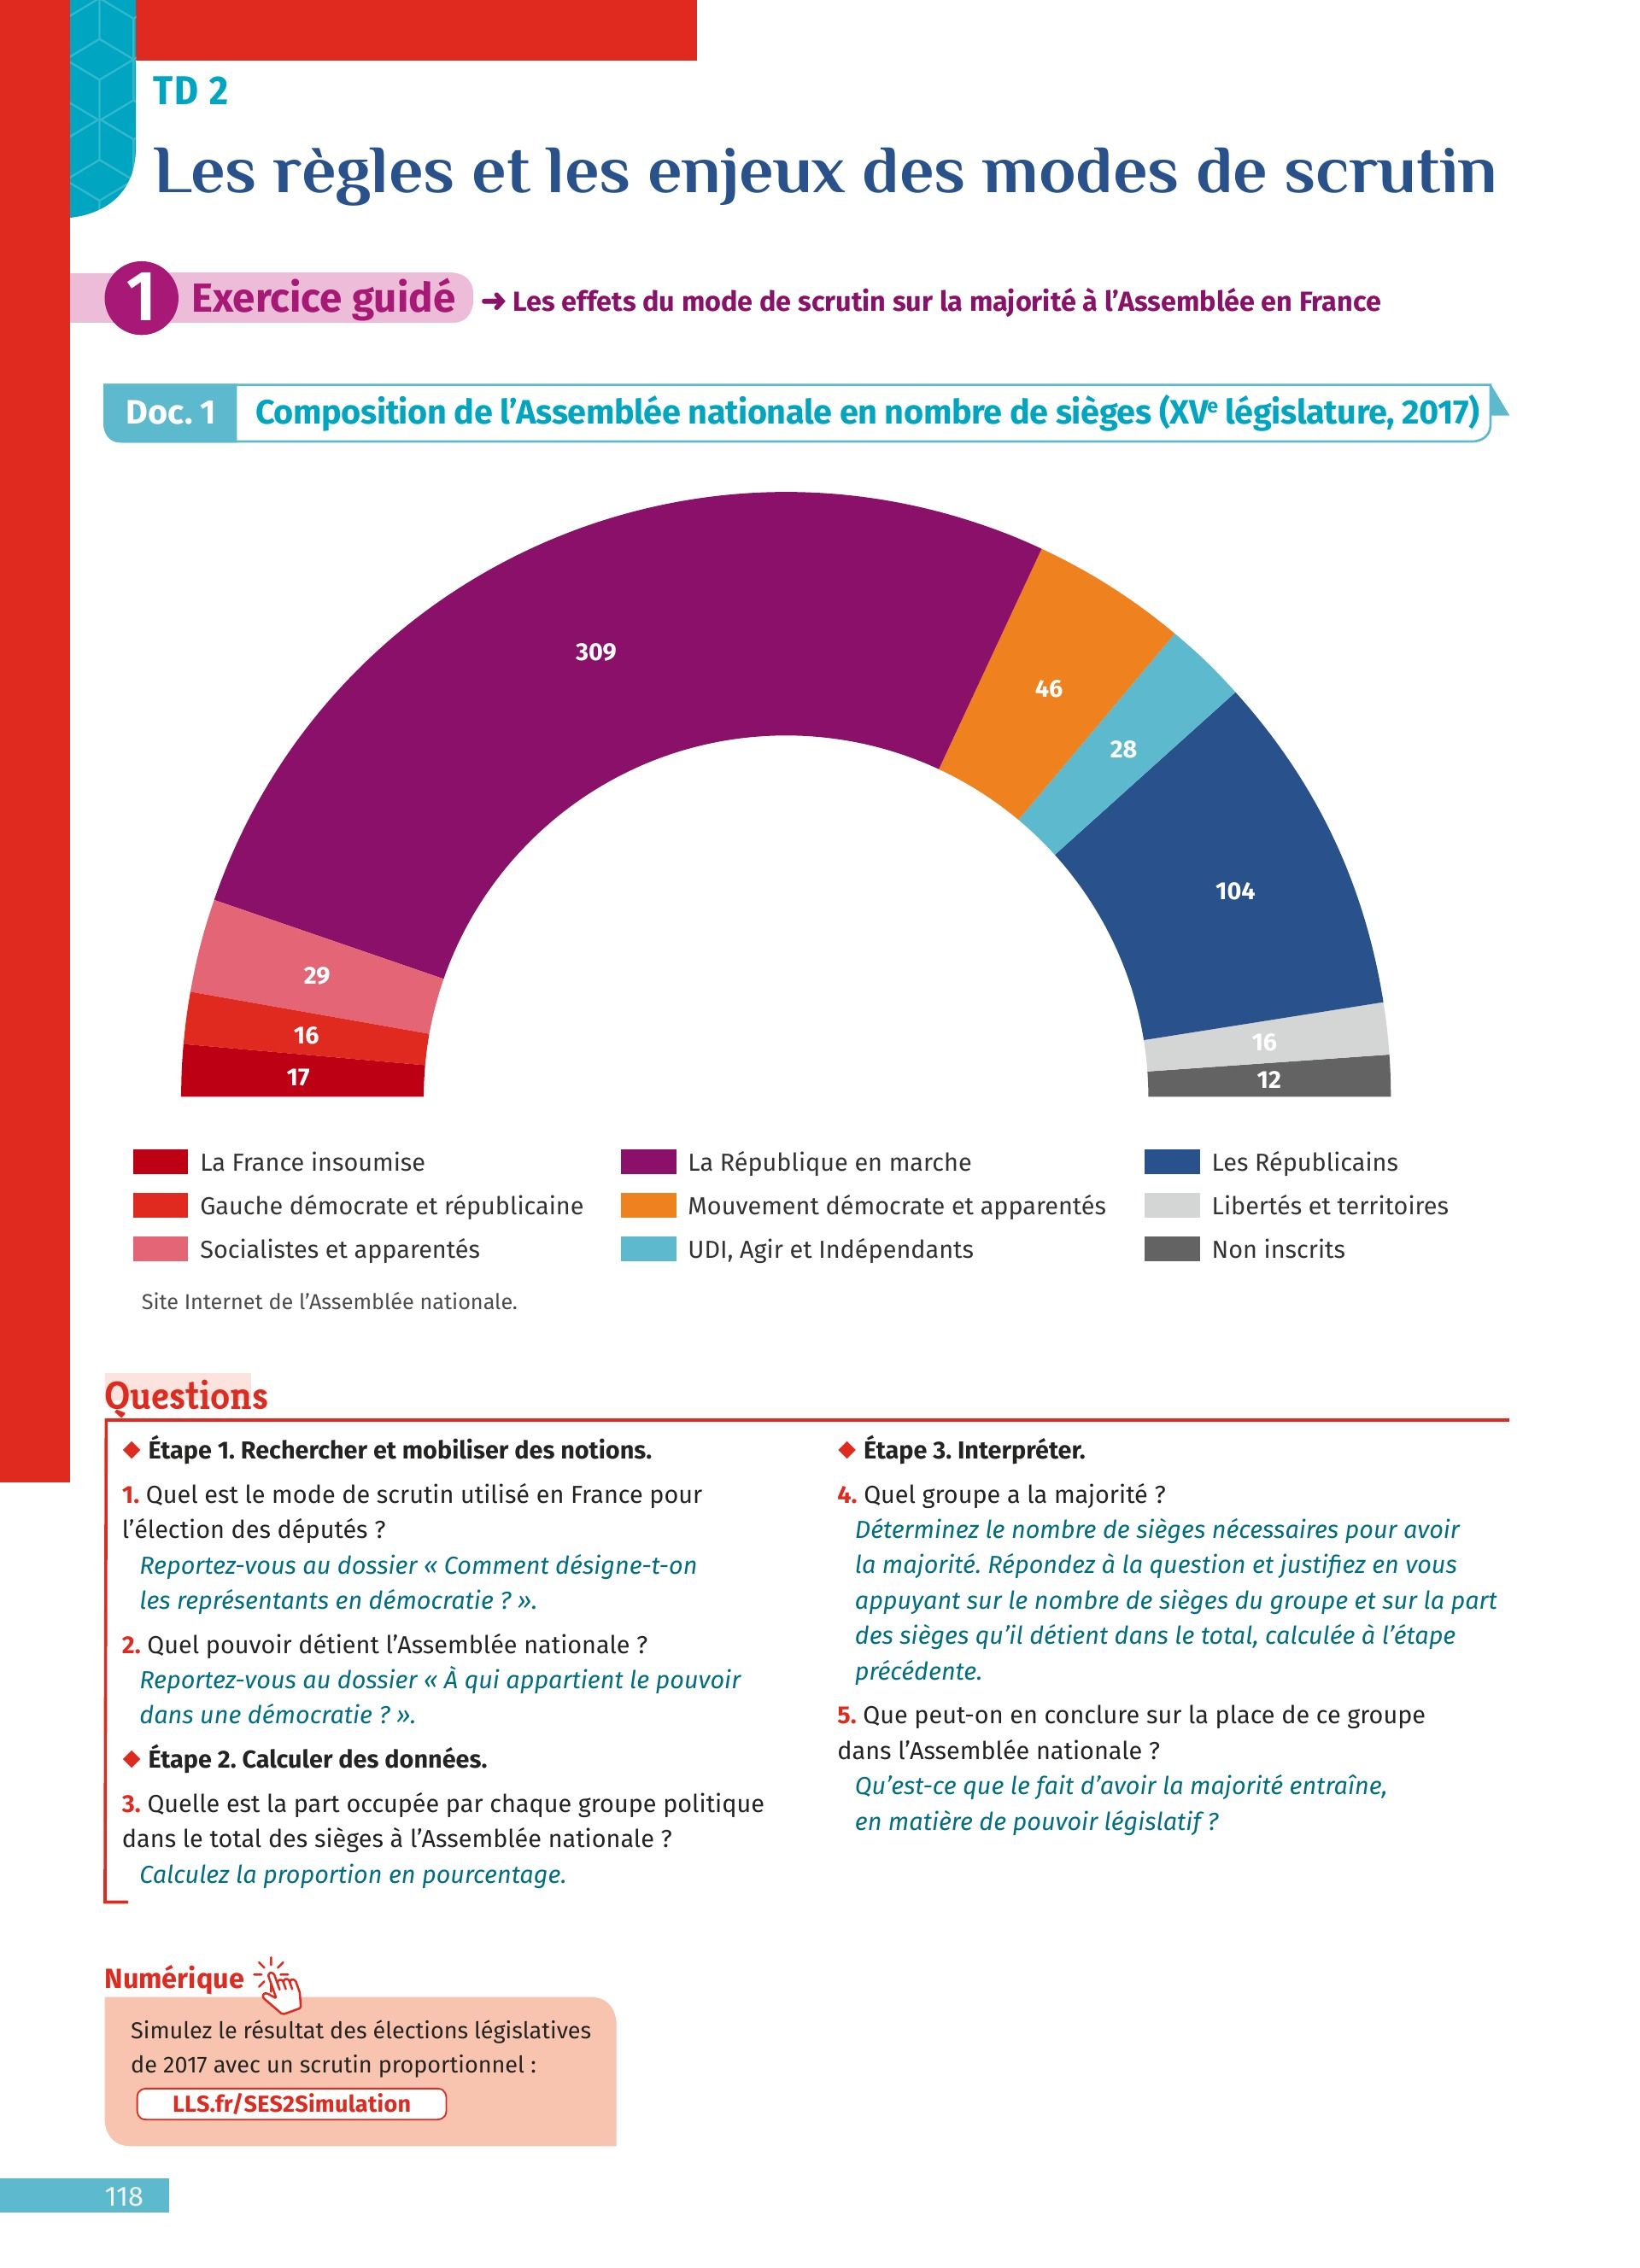 TD 2
Les règles et les enjeux des modes de scrutin
1 Exercice guidé ➜ Les effets du mode de scrutin sur la majorité à l’Assemblée en France
Doc. 1 Composition de l’Assemblée nationale en nombre de sièges (XVe législature, 2017)
309
46
28
104
29
16
16
17
12
La France insoumise
Gauche démocrate et républicaine
Socialistes et apparentés
La République en marche
Mouvement démocrate et apparentés
UDI, Agir et Indépendants
Les Républicains
Libertés et territoires
Non inscrits
Site Internet de l’Assemblée nationale.
Questions
◆ Étape 1. Rechercher et mobiliser des notions.
1. Quel est le mode de scrutin utilisé en France pour
l’élection des députés ?
Reportez-vous au dossier « Comment désigne-t-on
les représentants en démocratie ? ».
2. Quel pouvoir détient l’Assemblée nationale ?
Reportez-vous au dossier « À qui appartient le pouvoir
dans une démocratie ? ».
◆ Étape 2. Calculer des données.
3. Quelle est la part occupée par chaque groupe politique
dans le total des sièges à l’Assemblée nationale ?
Calculez la proportion en pourcentage.
◆ Étape 3. Interpréter.
4. Quel groupe a la majorité ?
Déterminez le nombre de sièges nécessaires pour avoir
la majorité. Répondez à la question et justifiez en vous
appuyant sur le nombre de sièges du groupe et sur la part
des sièges qu’il détient dans le total, calculée à l’étape
précédente.
5. Que peut-on en conclure sur la place de ce groupe
dans l’Assemblée nationale ?
Qu’est-ce que le fait d’avoir la majorité entraîne,
en matière de pouvoir législatif ?
Numérique
Simulez le résultat des élections législatives
de 2017 avec un scrutin proportionnel :
LLS.fr/SES2Simulation
118